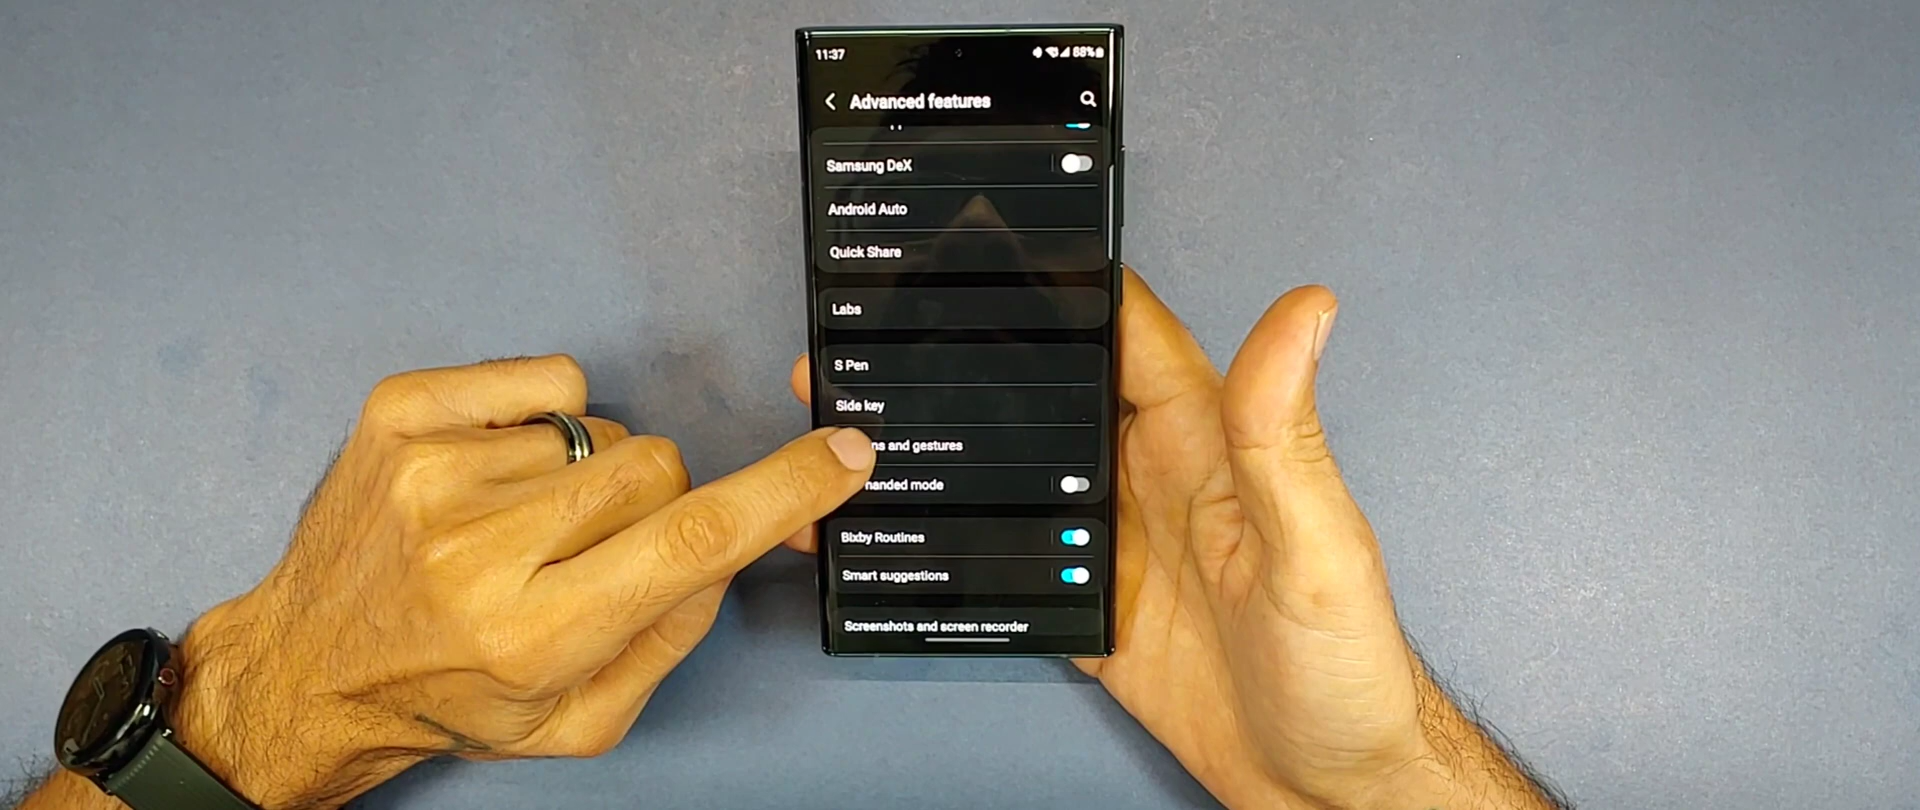 11:37
88%
Advanced features
Samsung DeX
Android Auto
Quick Share
Labs
S Pen
Side key
ns and gestures
handed mode
Bixby Routines
Smart suggestions
Screenshots and screen recorder